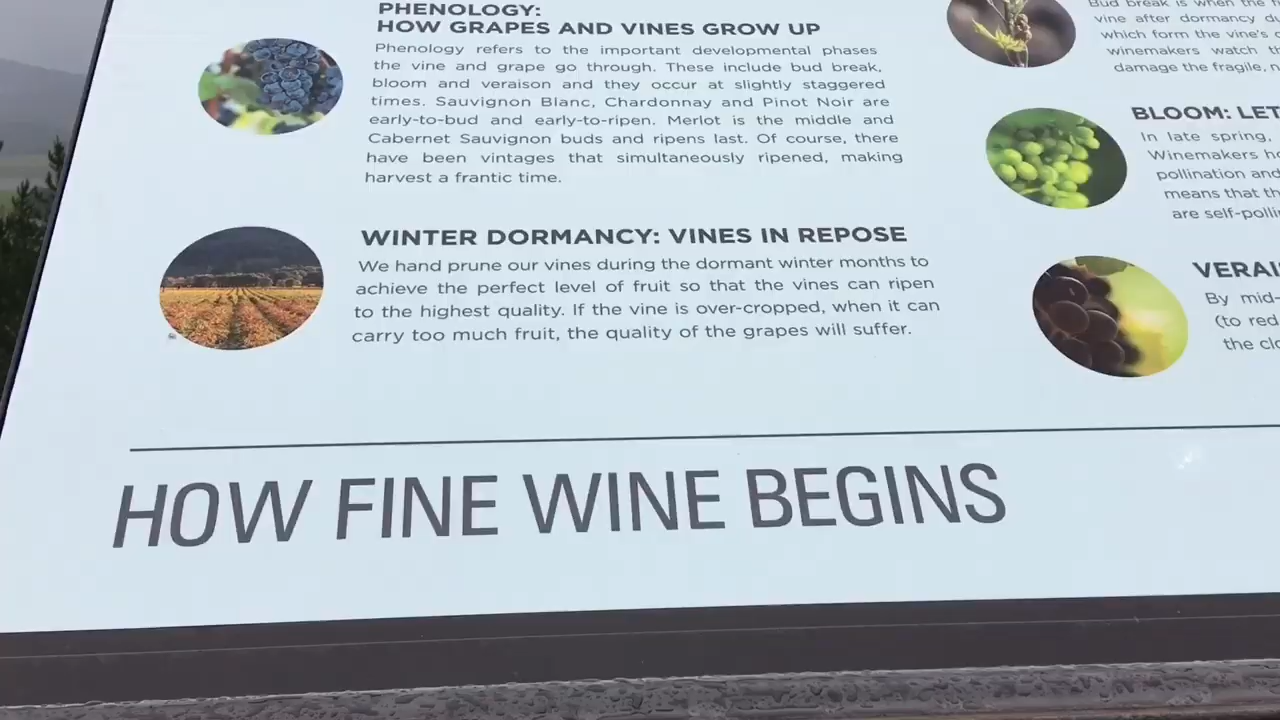 PHENOLOGY:
HOW GRAPES AND VINES GROW UP
Phenology refers to the important developmental phases
the vine and grape go through. These include bud break,
bloom and veraison and they occur at slightly staggered
times. Sauvignon Blanc, Chardonnay and Pinot Noir are
early-to-bud and early-to-ripen. Merlot is the middle and
Cabernet Sauvignon buds and ripens last. Of course, there
have been vintages that simultaneously ripened, making
harvest a frantic time.
WINTER DORMANCY: VINES IN REPOSE
We hand prune our vines during the dormant winter months to
achieve the perfect level of fruit so that the vines can ripen
to the highest quality. If the vine is over-cropped, when it can
carry too much fruit, the quality of the grapes will suffer.
Bud break is when the
vine after dormancy
which form the vine's
winemakers watch
damage the fragile,
BLOOM: LET
In late spring,
Winemakers
pollination and
means that
are
By mid-
(to red
the
HOW FINE WINE BEGINS